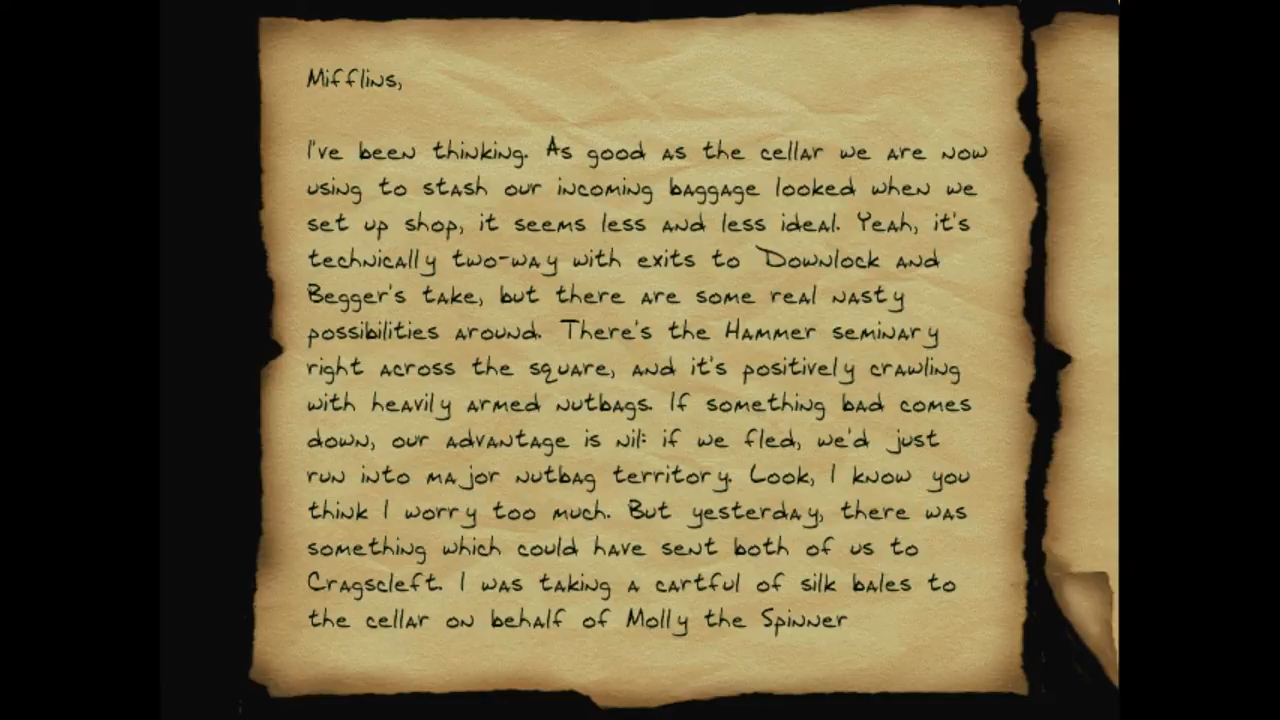 Mifflins,
I've been thinking. As good as the cellar we are now
using to stash our incoming baggage looked when we
set up shop, it seems less and less ideal. Yeah, it's
technically two-way with exits to Downlock and
Begger's take, but there are some real nasty
possibilities around. There's the Hammer seminary
right across the square, and it's positively crawling
with heavily armed nutbags. If something bad comes
down, our advantage is nil: if we fled, we'd just
run into major nutbag territory. Look, I know you
think I worry too much. But yesterday, there was
something which could have sent both of us to
Cragscleft. I was taking a cartful of silk bales to
the cellar on behalf of Molly the Spinner